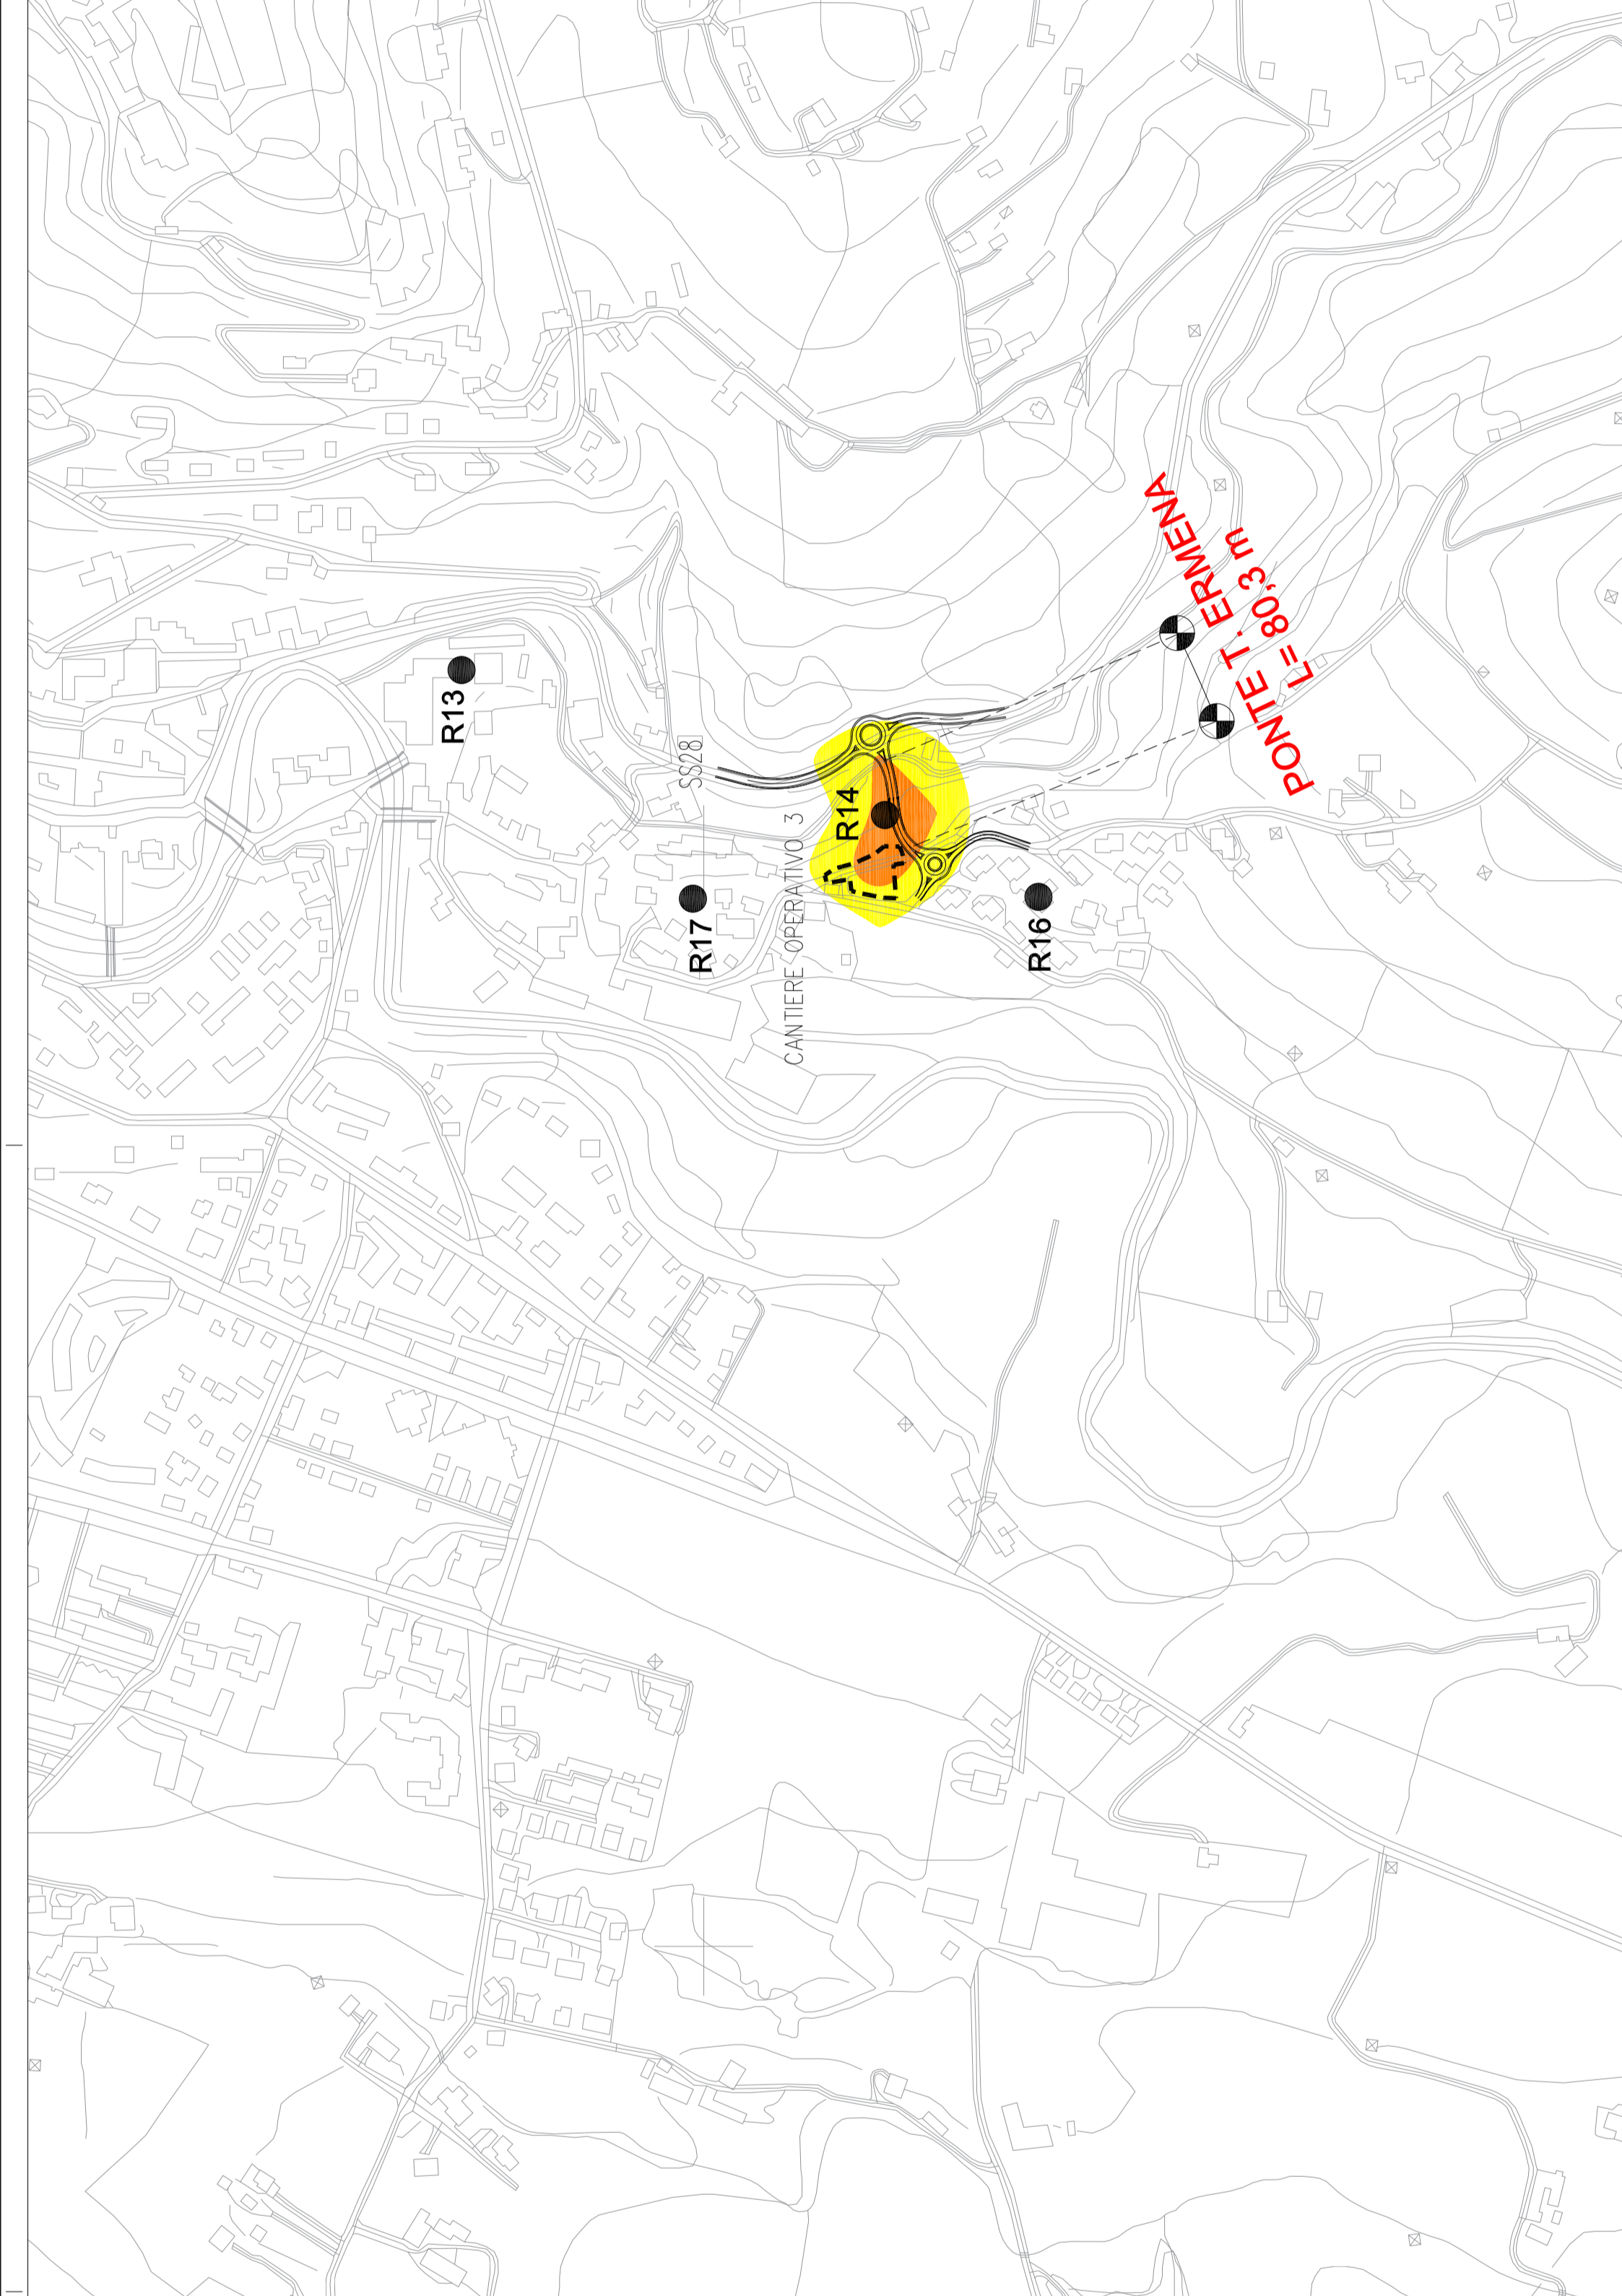 R13
SS28
R14
CANTIERE OPERATIVO 3
R17
R16
PONTE T. ERMENA
L= 80,3 m